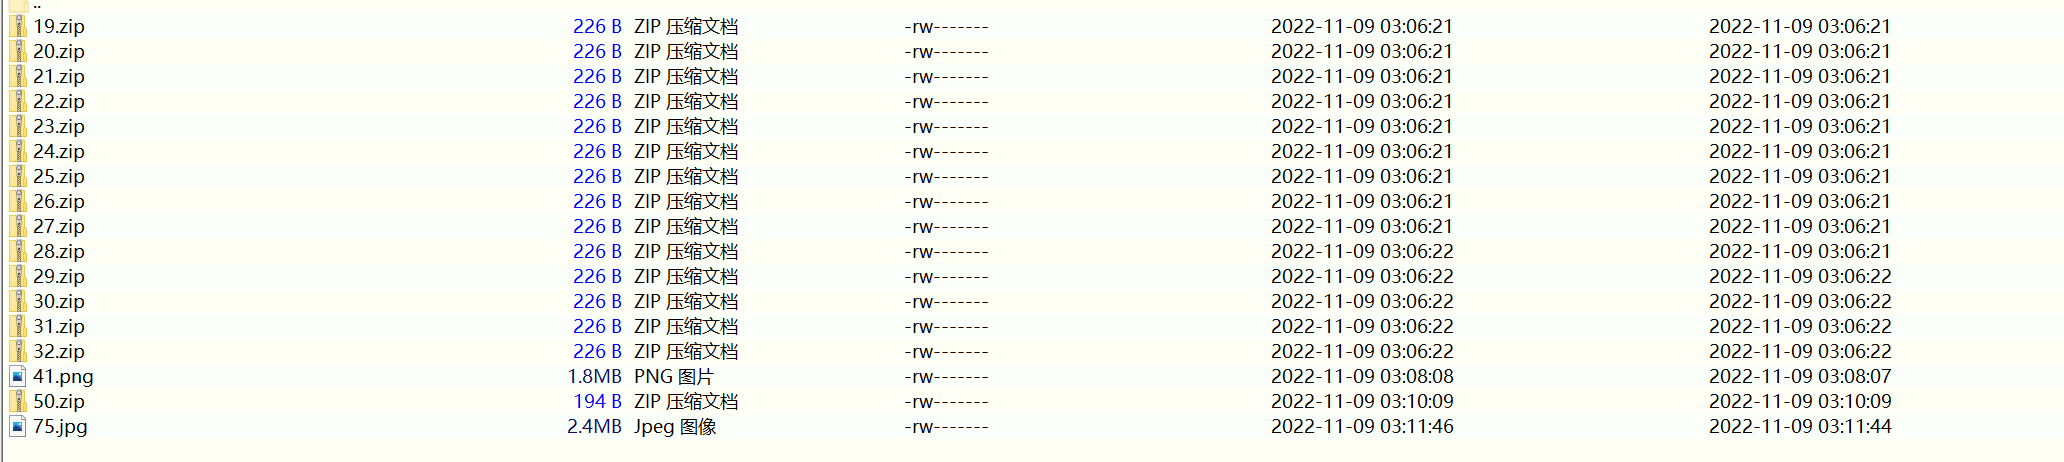 ..
19.zip 226 B ZIP 压缩文档 -rw------- 2022-11-09 03:06:21 2022-11-09 03:06:21
20.zip 226 B ZIP 压缩文档 -rw------- 2022-11-09 03:06:21 2022-11-09 03:06:21
21.zip 226 B ZIP 压缩文档 -rw------- 2022-11-09 03:06:21 2022-11-09 03:06:21
22.zip 226 B ZIP 压缩文档 -rw------- 2022-11-09 03:06:21 2022-11-09 03:06:21
23.zip 226 B ZIP 压缩文档 -rw------- 2022-11-09 03:06:21 2022-11-09 03:06:21
24.zip 226 B ZIP 压缩文档 -rw------- 2022-11-09 03:06:21 2022-11-09 03:06:21
25.zip 226 B ZIP 压缩文档 -rw------- 2022-11-09 03:06:21 2022-11-09 03:06:21
26.zip 226 B ZIP 压缩文档 -rw------- 2022-11-09 03:06:21 2022-11-09 03:06:21
27.zip 226 B ZIP 压缩文档 -rw------- 2022-11-09 03:06:21 2022-11-09 03:06:21
28.zip 226 B ZIP 压缩文档 -rw------- 2022-11-09 03:06:22 2022-11-09 03:06:21
29.zip 226 B ZIP 压缩文档 -rw------- 2022-11-09 03:06:22 2022-11-09 03:06:22
30.zip 226 B ZIP 压缩文档 -rw------- 2022-11-09 03:06:22 2022-11-09 03:06:22
31.zip 226 B ZIP 压缩文档 -rw------- 2022-11-09 03:06:22 2022-11-09 03:06:22
32.zip 226 B ZIP 压缩文档 -rw------- 2022-11-09 03:06:22 2022-11-09 03:06:22
41.png 1.8MB PNG 图片 -rw------- 2022-11-09 03:08:08 2022-11-09 03:08:07
50.zip 194 B ZIP 压缩文档 -rw------- 2022-11-09 03:10:09 2022-11-09 03:10:09
75.jpg 2.4MB Jpeg 图像 -rw------- 2022-11-09 03:11:46 2022-11-09 03:11:44